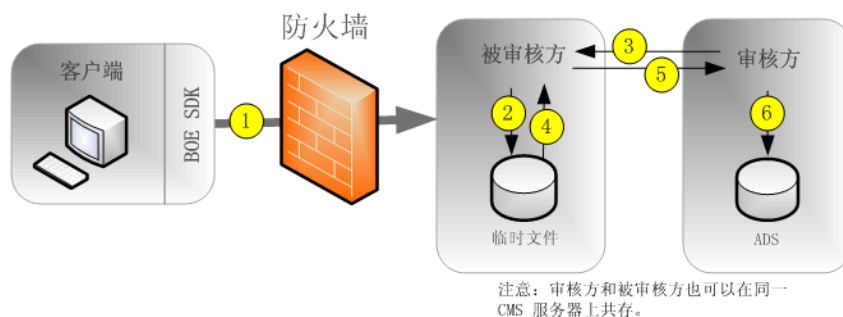 防火墙
客户端
BOE SDK
1
被审核方
3
5
审核方
2
4
6
临时文件
ADS
注意：审核方和被审核方也可以在同一
CMS 服务器上共存。